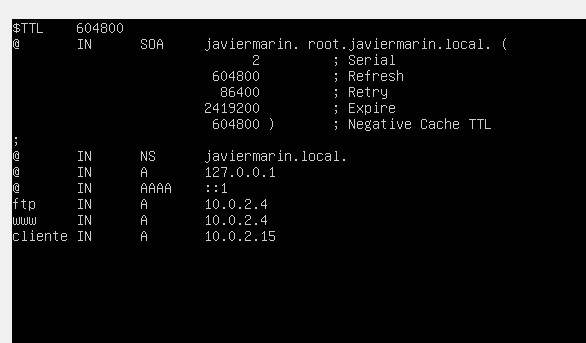 $TTL    604800
@       IN      SOA     javiermarin. root.javiermarin.local. (
                              2         ; Serial
                         604800         ; Refresh
                          86400         ; Retry
                        2419200         ; Expire
                         604800 )       ; Negative Cache TTL
;
@       IN      NS      javiermarin.local.
@       IN      A       127.0.0.1
@       IN      AAAA    ::1
ftp     IN      A       10.0.2.4
www     IN      A       10.0.2.4
cliente IN      A       10.0.2.15